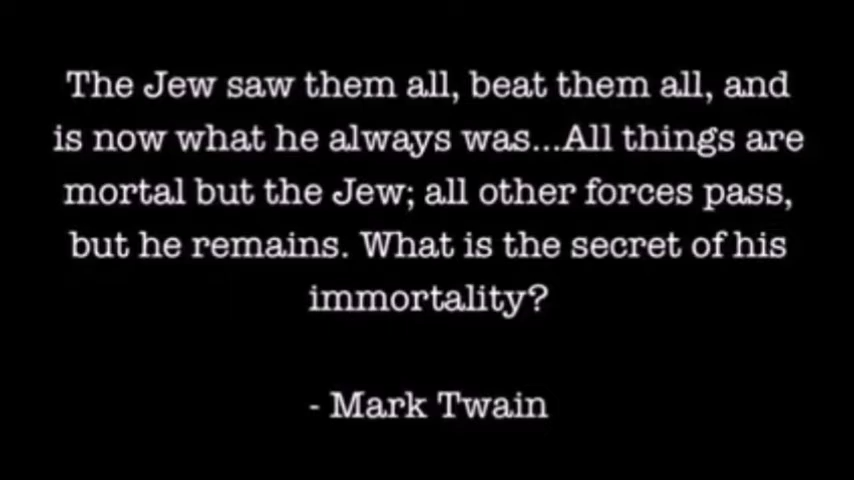 The Jew saw them all, beat them all, and
is now what he always was...All things are
mortal but the Jew; all other forces pass,
but he remains. What is the secret of his
immortality?
- Mark Twain